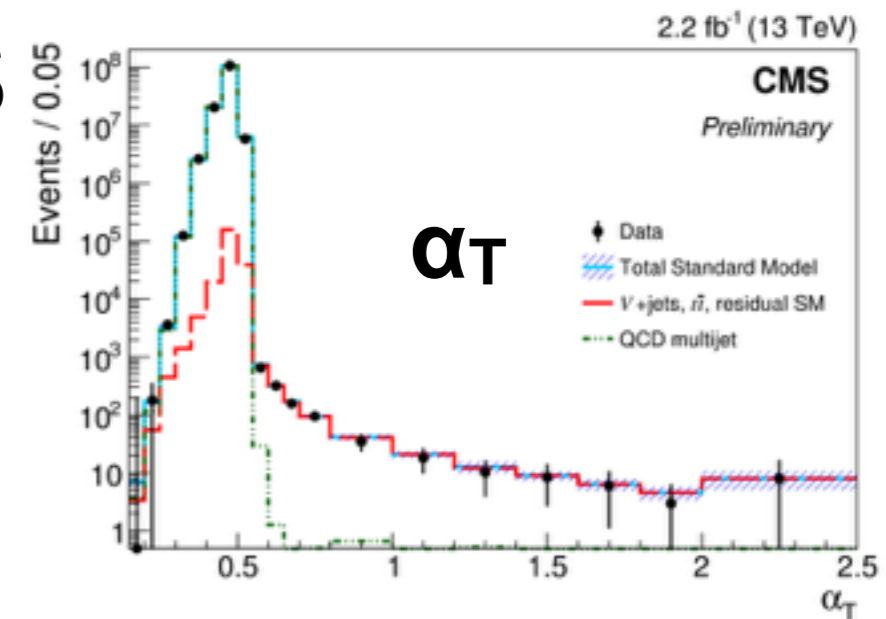 2.2 fb⁻¹ (13 TeV)
CMS
Preliminary
Events / 0.05
10⁸
10⁷
10⁶
10⁵
10⁴
10³
10²
10
1
αT
Data
Total Standard Model
V+jets, tt̄, residual SM
QCD multijet
0.5
1
1.5
2
2.5
αT